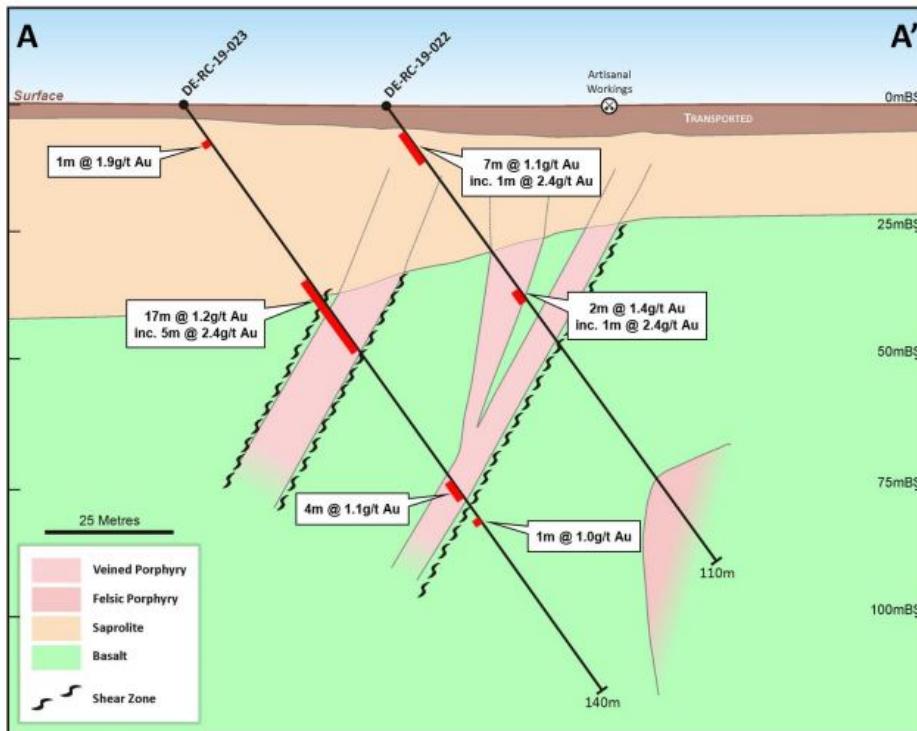 A
A'
DE-RC-19-023
DE-RC-19-022
Artisanal
Workings
Surface
0mBS
TRANSPORTED
1m @ 1.9g/t Au
7m @ 1.1g/t Au
inc. 1m @ 2.4g/t Au
25mBS
17m @ 1.2g/t Au
inc. 5m @ 2.4g/t Au
2m @ 1.4g/t Au
inc. 1m @ 2.4g/t Au
50mBS
75mBS
4m @ 1.1g/t Au
1m @ 1.0g/t Au
25 Metres
110m
Veined Porphyry
Felsic Porphyry
100mBS
Saprolite
Basalt
Shear Zone
140m